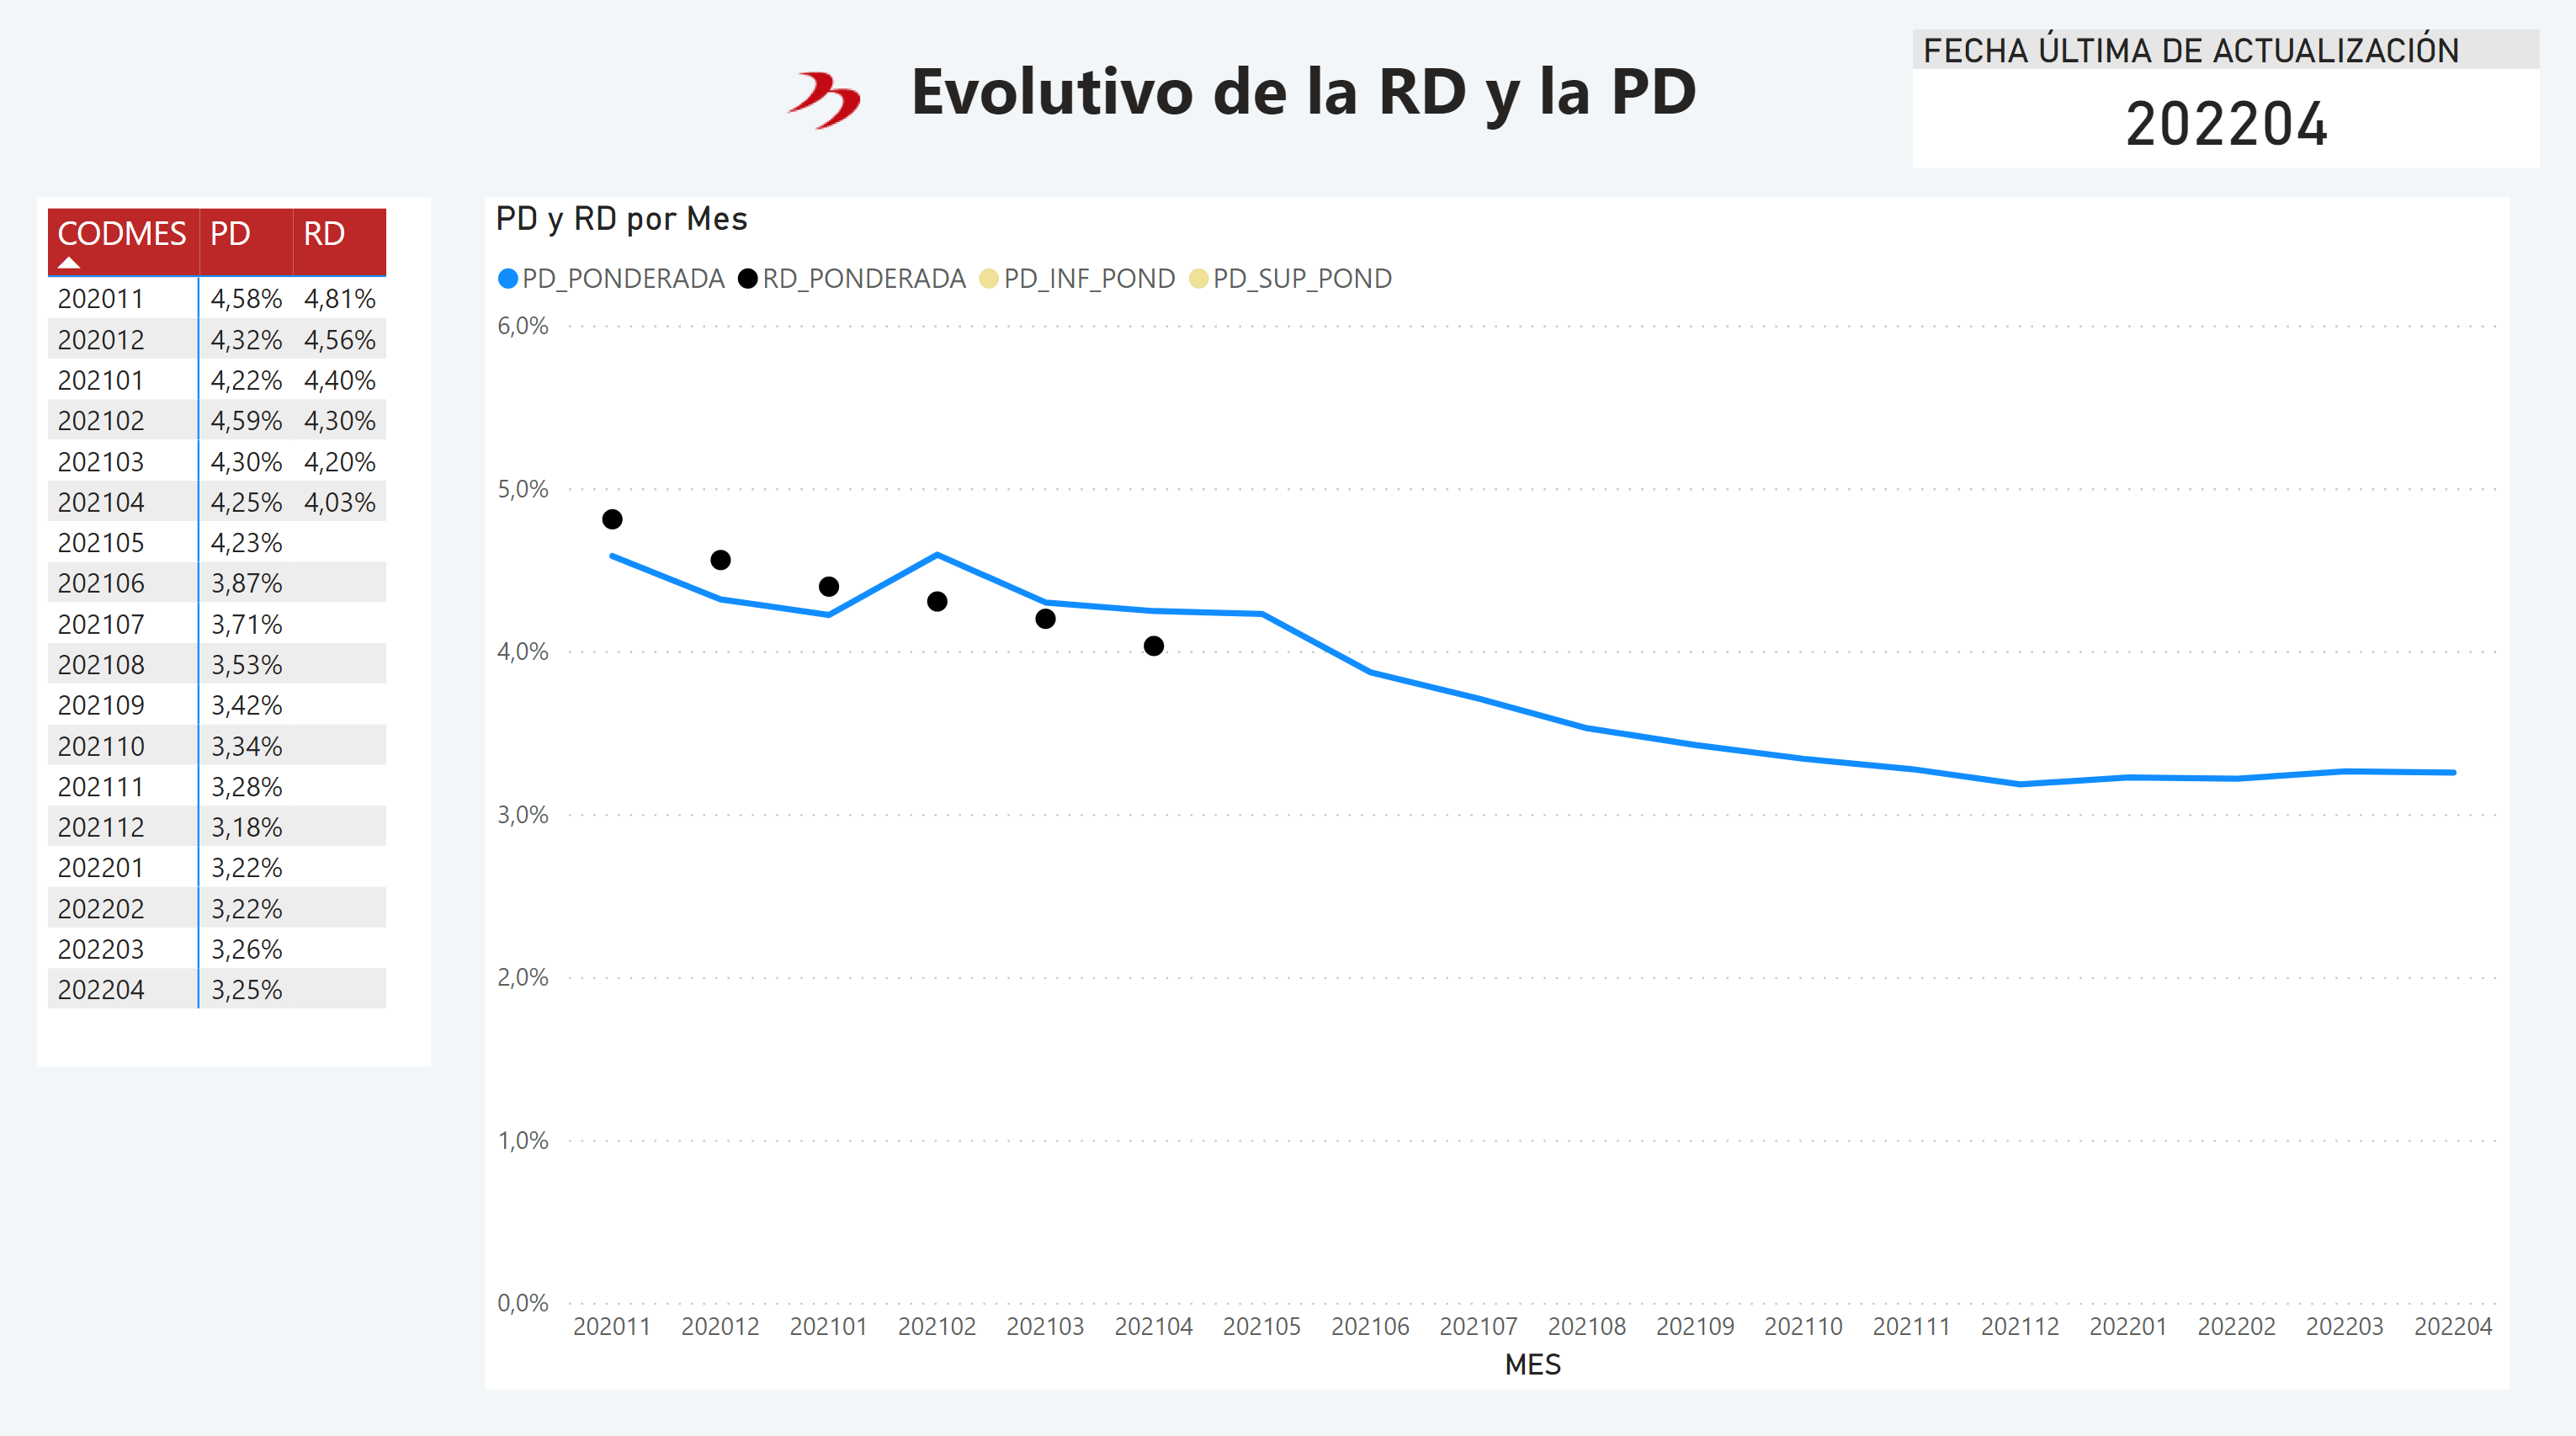 Evolutivo de la RD y la PD
FECHA ÚLTIMA DE ACTUALIZACIÓN
202204
CODMES PD RD
202011 4,58% 4,81%
202012 4,32% 4,56%
202101 4,22% 4,40%
202102 4,59% 4,30%
202103 4,30% 4,20%
202104 4,25% 4,03%
202105 4,23%
202106 3,87%
202107 3,71%
202108 3,53%
202109 3,42%
202110 3,34%
202111 3,28%
202112 3,18%
202201 3,22%
202202 3,22%
202203 3,26%
202204 3,25%
PD y RD por Mes
PD_PONDERADA RD_PONDERADA PD_INF_POND PD_SUP_POND
6,0%
5,0%
4,0%
3,0%
2,0%
1,0%
0,0%
202011 202012 202101 202102 202103 202104 202105 202106 202107 202108 202109 202110 202111 202112 202201 202202 202203 202204
MES